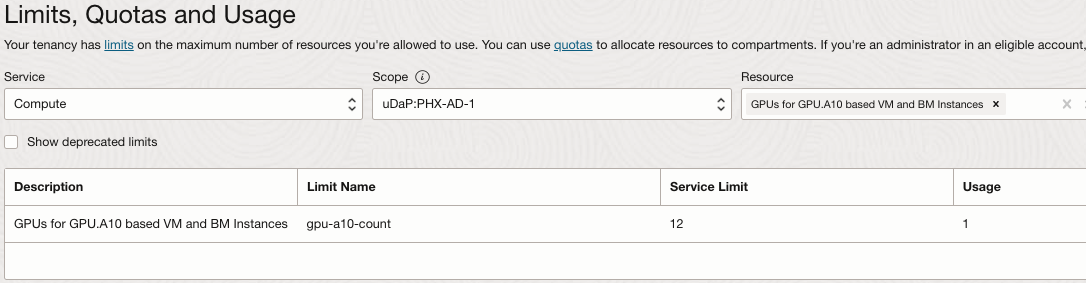 Limits, Quotas and Usage
Your tenancy has limits on the maximum number of resources you're allowed to use. You can use quotas to allocate resources to compartments. If you're an administrator in an eligible account,
Service Scope Resource
Compute uDaP:PHX-AD-1 GPUs for GPU.A10 based VM and BM Instances
Show deprecated limits
Description Limit Name Service Limit Usage
GPUs for GPU.A10 based VM and BM Instances gpu-a10-count 12 1